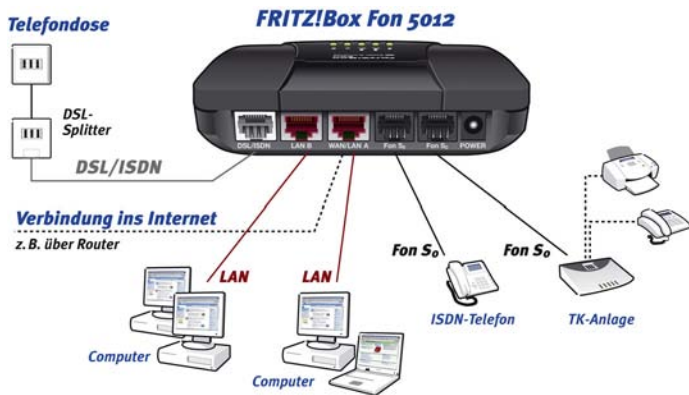 FRITZ!Box Fon 5012
Telefondose
DSL-
Splitter
DSL/ISDN
DSL/ISDN
LAN B
WAN/LAN A
Fon S₀
Fon S₀
POWER
Verbindung ins Internet
z. B. über Router
LAN
LAN
Fon S₀
Fon S₀
Computer
Computer
ISDN-Telefon
TK-Anlage